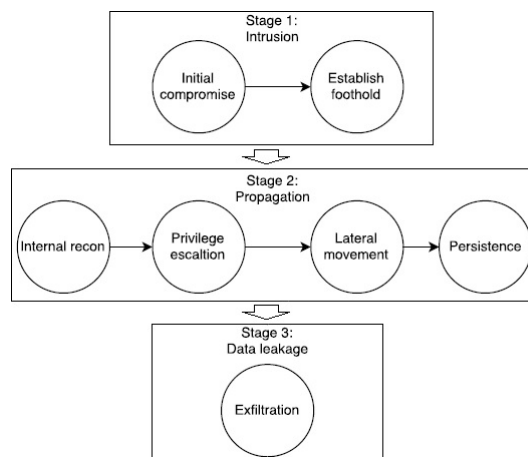 Stage 1:
Intrusion
Initial
compromise
Establish
foothold
Stage 2:
Propagation
Internal recon
Privilege
escaltion
Lateral
movement
Persistence
Stage 3:
Data leakage
Exfiltration